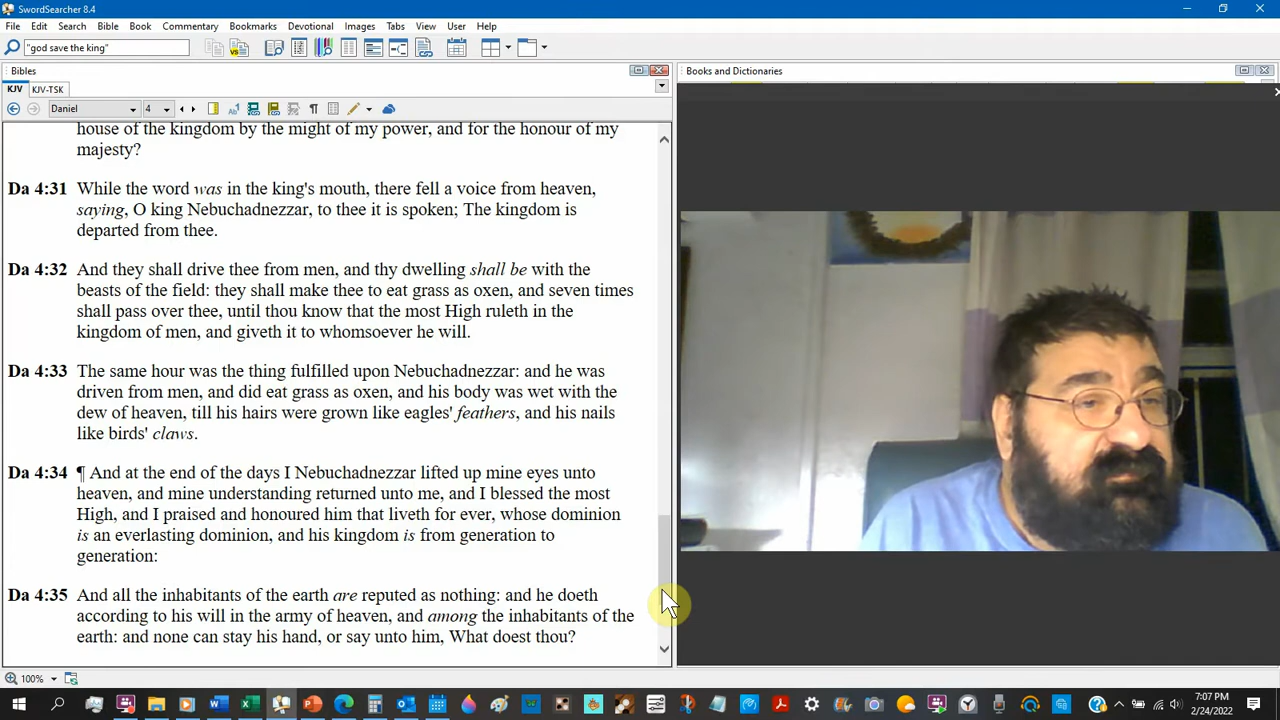 SwordSearcher 8.4
File Edit Search Bible Book Commentary Bookmarks Devotional Images Tabs View User Help
"god save the king"
Bibles
Books and Dictionaries
KJV KJV-TSK
Daniel 4
house of the kingdom by the might of my power, and for the honour of my
majesty?
Da 4:31 While the word was in the king's mouth, there fell a voice from heaven,
saying, O king Nebuchadnezzar, to thee it is spoken; The kingdom is
departed from thee.
Da 4:32 And they shall drive thee from men, and thy dwelling shall be with the
beasts of the field: they shall make thee to eat grass as oxen, and seven times
shall pass over thee, until thou know that the most High ruleth in the
kingdom of men, and giveth it to whomsoever he will.
Da 4:33 The same hour was the thing fulfilled upon Nebuchadnezzar: and he was
driven from men, and did eat grass as oxen, and his body was wet with the
dew of heaven, till his hairs were grown like eagles' feathers, and his nails
like birds' claws.
Da 4:34 ¶ And at the end of the days I Nebuchadnezzar lifted up mine eyes unto
heaven, and mine understanding returned unto me, and I blessed the most
High, and I praised and honoured him that liveth for ever, whose dominion
is an everlasting dominion, and his kingdom is from generation to
generation:
Da 4:35 And all the inhabitants of the earth are reputed as nothing: and he doeth
according to his will in the army of heaven, and among the inhabitants of the
earth: and none can stay his hand, or say unto him, What doest thou?
100%
7:07 PM
2/24/2022